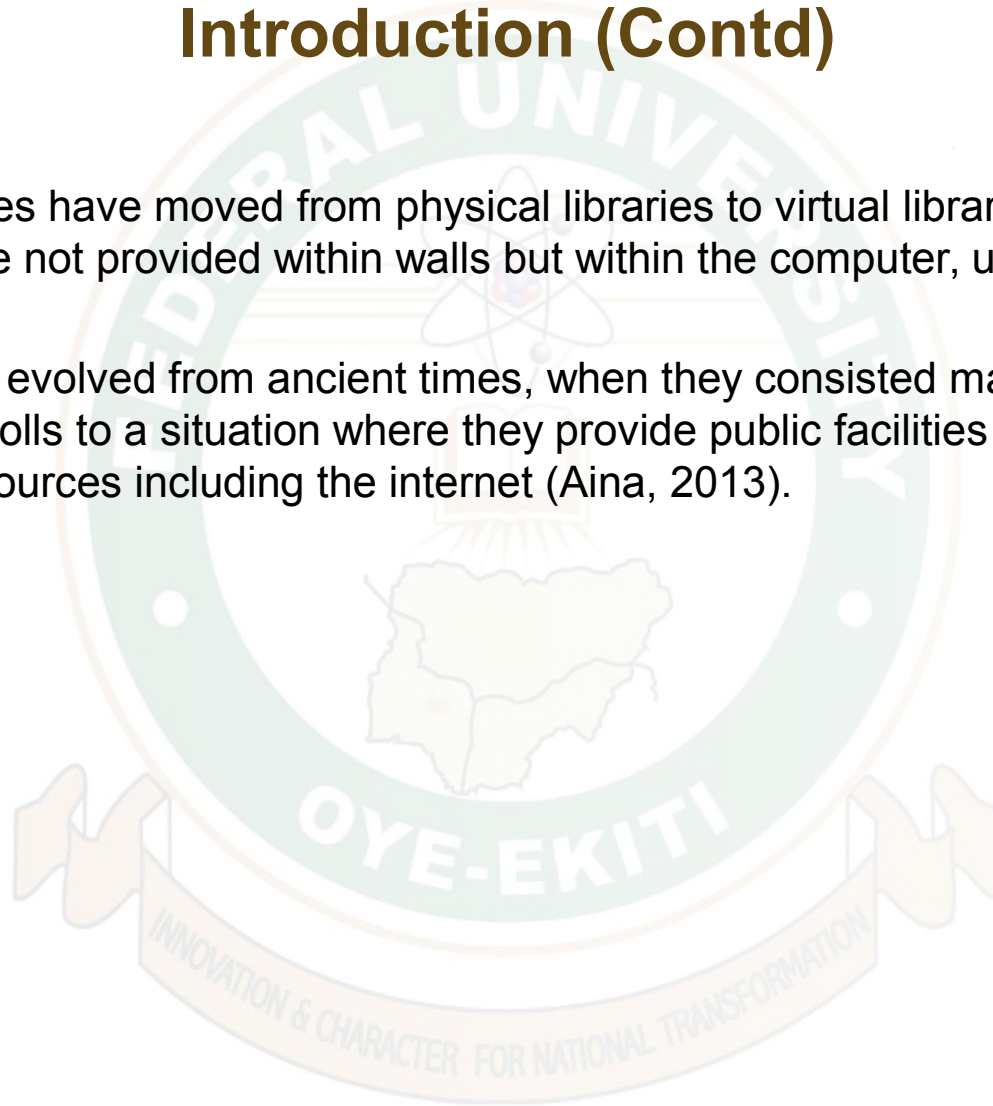 Introduction (Contd)
es have moved from physical libraries to virtual librar
e not provided within walls but within the computer, u
evolved from ancient times, when they consisted ma
olls to a situation where they provide public facilities
ources including the internet (Aina, 2013).
FEDERAL UNIVERSITY
OYE-EKITI
INNOVATION & CHARACTER FOR NATIONAL TRANSFORMATION